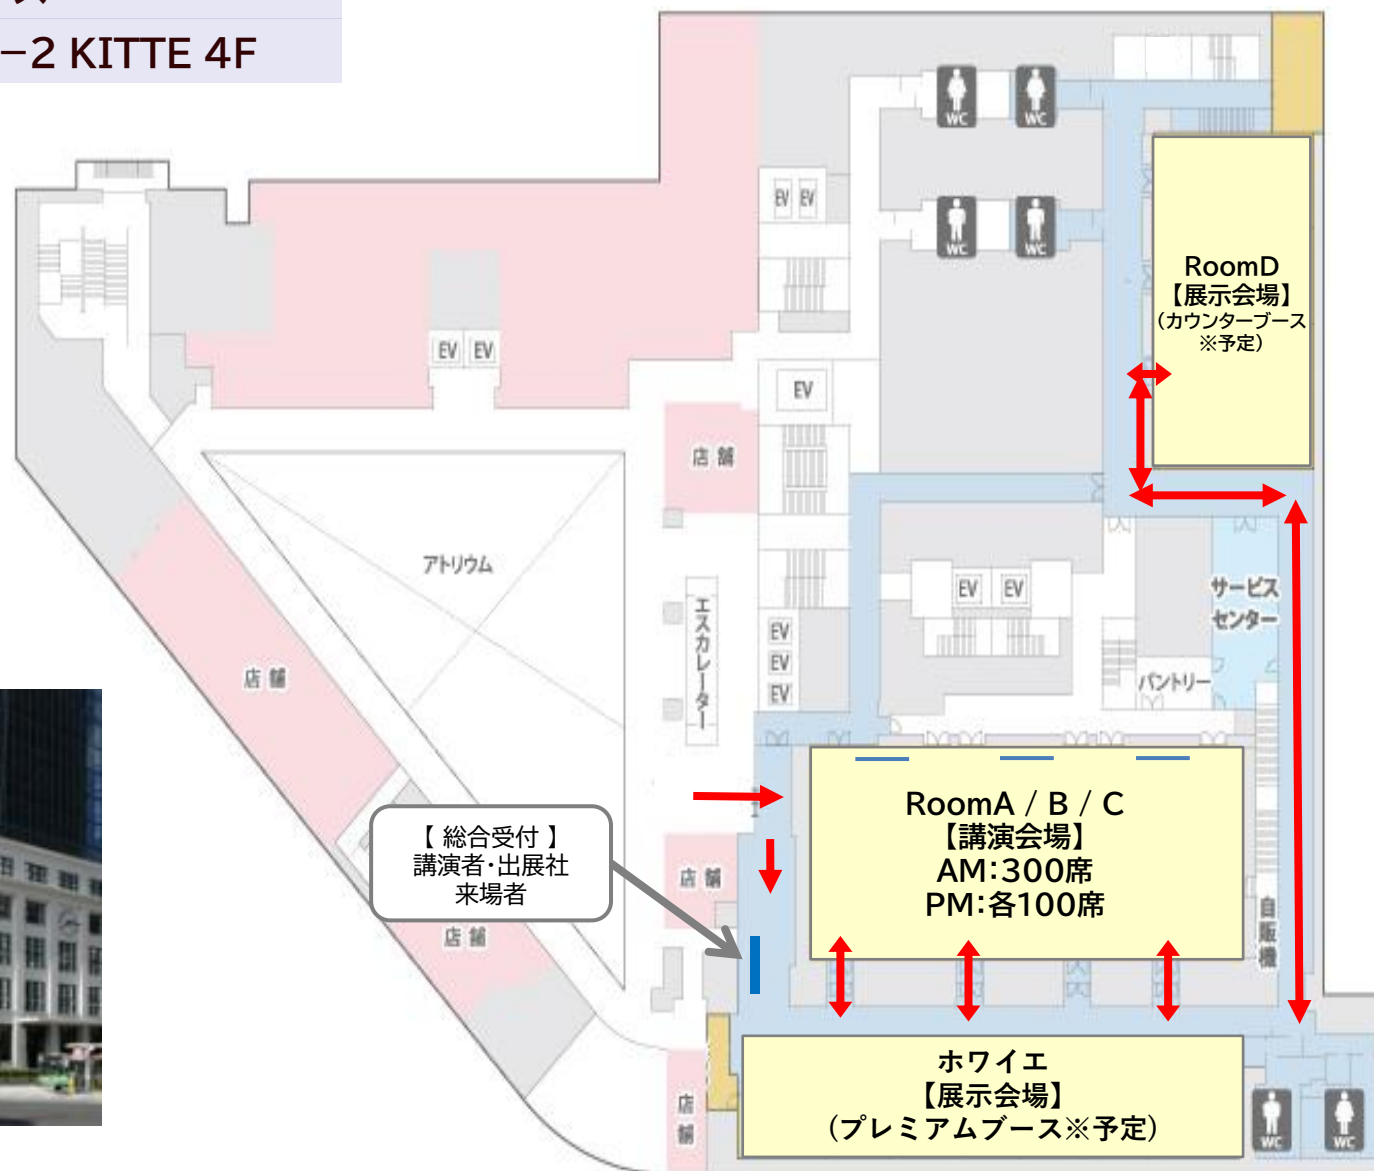 −2 KITTE 4F
WC
WC
EV EV
WC
WC
RoomD
【展示会場】
(カウンターブース
※予定)
EV EV
EV
店舗
アトリウム
エスカレーター
EV EV
サービス
センター
EV
EV
EV
パントリー
店舗
RoomA / B / C
【講演会場】
AM:300席
PM:各100席
【 総合受付 】
講演者・出展社
来場者
店舗
店舗
自販機
ホワイエ
【展示会場】
(プレミアムブース※予定)
店舗
WC
WC